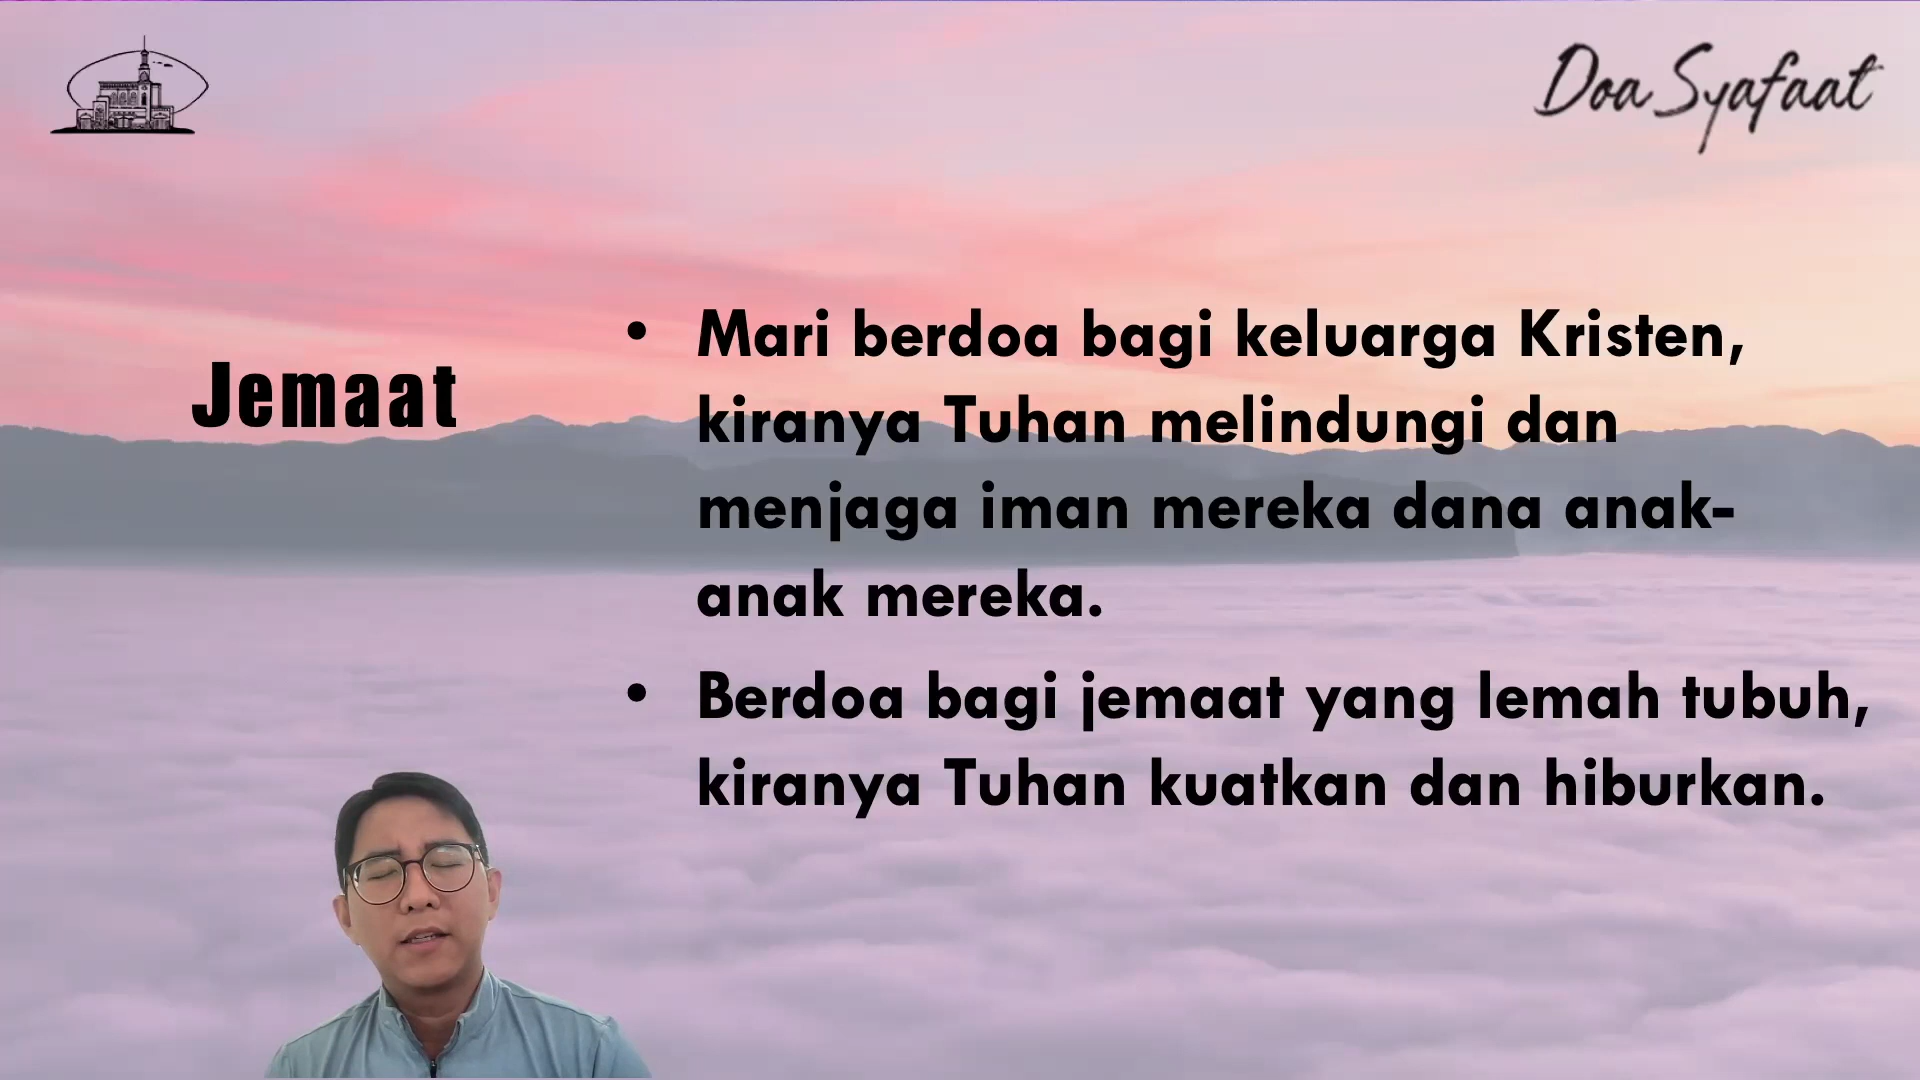 Doa Syafaat
Jemaat
• Mari berdoa bagi keluarga Kristen,
kiranya Tuhan melindungi dan
menjaga iman mereka dana anak-
anak mereka.
• Berdoa bagi jemaat yang lemah tubuh,
kiranya Tuhan kuatkan dan hiburkan.